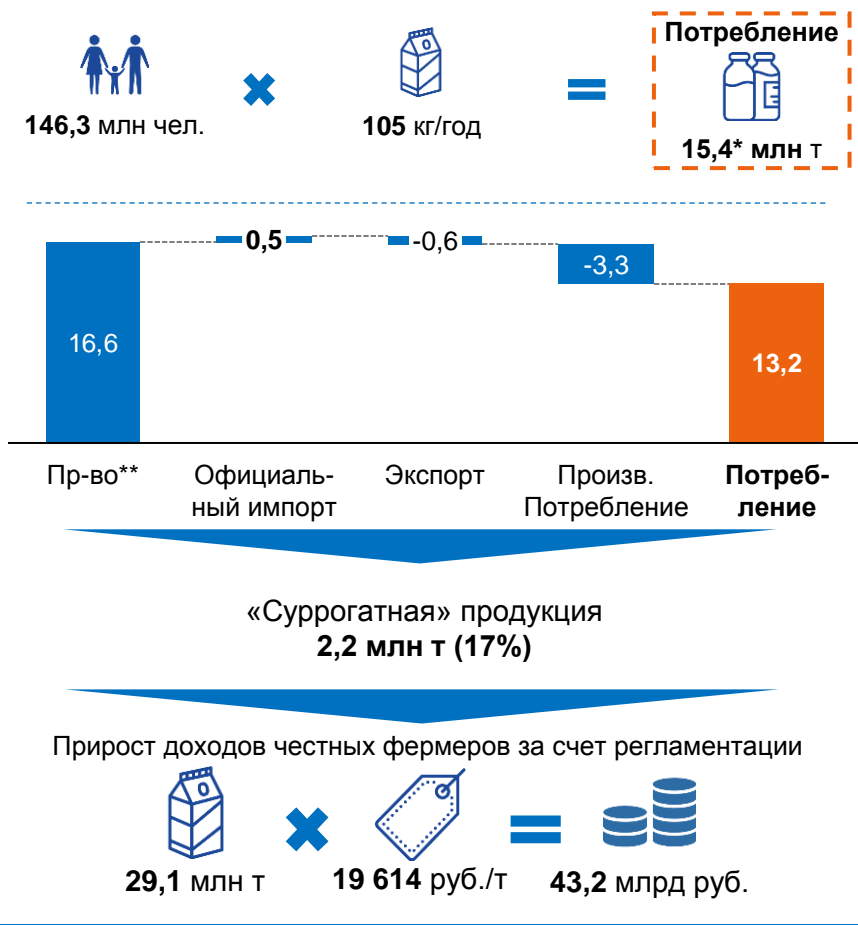 Потребление
146,3 млн чел.
105 кг/год
15,4* млн т
0,5
-0,6
-3,3
16,6
13,2
Пр-во**
Официаль-
ный импорт
Экспорт
Произв.
Потребление
Потреб-
ление
«Суррогатная» продукция
2,2 млн т (17%)
Прирост доходов честных фермеров за счет регламентации
29,1 млн т
19 614 руб./т
43,2 млрд руб.